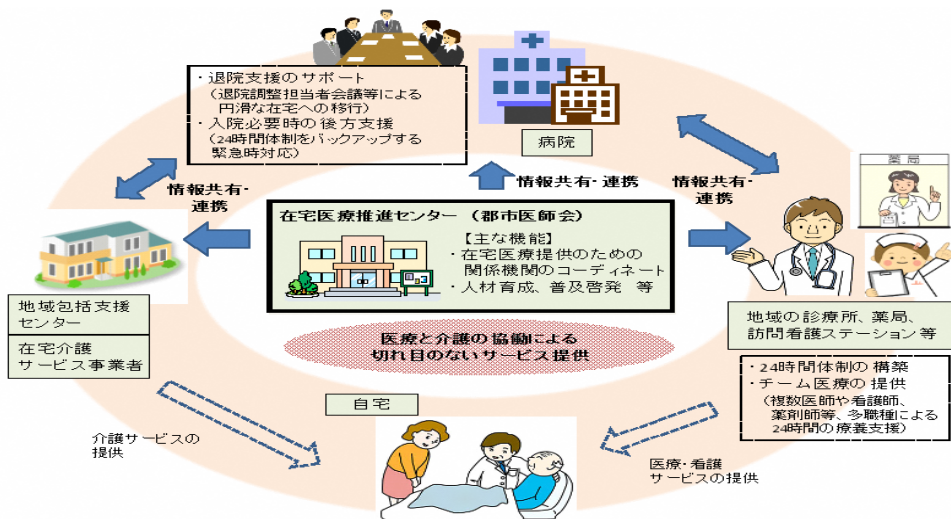 ・退院支援のサポート
(退院調整担当者会議等による
円滑な在宅への移行)
・入院必要時の後方支援
(24時間体制をバックアップする
緊急時対応)
病院
薬局
情報共有・
連携
情報共有・連携
情報共有・
連携
在宅医療推進センター（郡市医師会）
【主な機能】
・在宅医療提供のための
関係機関のコーディネート
・人材育成、普及啓発 等
地域包括支援
センター
在宅介護
サービス事業者
地域の診療所、薬局、
訪問看護ステーション等
医療と介護の協働による
切れ目のないサービス提供
・24時間体制の構築
・チーム医療の提供
(複数医師や看護師、
薬剤師等、多職種による
24時間の療養支援)
自宅
介護サービスの
提供
医療・看護
サービスの提供